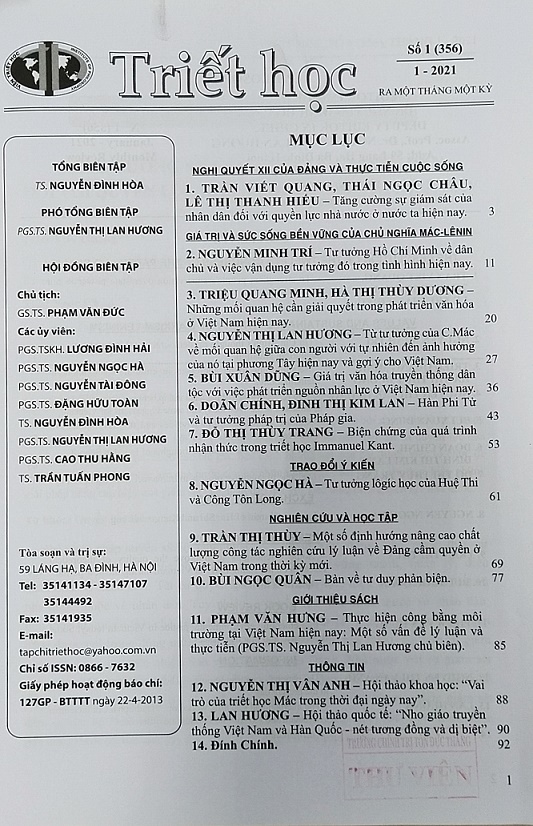 VIỆN TRIẾT HỌC
INSTITUTE OF PHILOSOPHY
Triết học
Số 1 (356)
1 - 2021
RA MỘT THÁNG MỘT KỲ
TỔNG BIÊN TẬP
TS. NGUYỄN ĐÌNH HÒA
PHÓ TỔNG BIÊN TẬP
PGS.TS. NGUYỄN THỊ LAN HƯƠNG
HỘI ĐỒNG BIÊN TẬP
Chủ tịch:
GS.TS. PHẠM VĂN ĐỨC
Các ủy viên:
PGS.TSKH. LƯƠNG ĐÌNH HẢI
PGS.TS. NGUYỄN NGỌC HÀ
PGS.TS. NGUYỄN TÀI ĐÔNG
PGS.TS. ĐẶNG HỮU TOÀN
TS. NGUYỄN ĐÌNH HÒA
PGS.TS. NGUYỄN THỊ LAN HƯƠNG
PGS.TS. CAO THU HẰNG
TS. TRẦN TUẤN PHONG
Tòa soạn và trị sự:
59 LÁNG HẠ, BA ĐÌNH, HÀ NỘI
Tel: 35141134 - 35147107
35144492
Fax: 35141935
E-mail:
tapchitriethoc@yahoo.com.vn
Chỉ số ISSN: 0866 - 7632
Giấy phép hoạt động báo chí:
127GP - BTTTT ngày 22-4-2013
MỤC LỤC
NGHỊ QUYẾT XII CỦA ĐẢNG VÀ THỰC TIỄN CUỘC SỐNG
1. TRẦN VIẾT QUANG, THÁI NGỌC CHÂU,
LÊ THỊ THANH HIẾU – Tăng cường sự giám sát của
nhân dân đối với quyền lực nhà nước ở nước ta hiện nay. 3
GIÁ TRỊ VÀ SỨC SỐNG BỀN VỮNG CỦA CHỦ NGHĨA MÁC-LÊNIN
2. NGUYỄN MINH TRÍ – Tư tưởng Hồ Chí Minh về dân
chủ và việc vận dụng tư tưởng đó trong tình hình hiện nay. 11
3. TRIỆU QUANG MINH, HÀ THỊ THÙY DƯƠNG –
Những mối quan hệ cần giải quyết trong phát triển văn hóa
ở Việt Nam hiện nay. 20
4. NGUYỄN THỊ LAN HƯƠNG – Từ tư tưởng của C.Mác
về mối quan hệ giữa con người với tự nhiên đến ảnh hưởng
của nó tại phương Tây hiện nay và gợi ý cho Việt Nam. 27
5. BÙI XUÂN DŨNG – Giá trị văn hóa truyền thống dân
tộc với việc phát triển nguồn nhân lực ở Việt Nam hiện nay. 36
6. DOÃN CHÍNH, ĐINH THỊ KIM LAN – Hàn Phi Tử
và tư tưởng pháp trị của Pháp gia. 43
7. ĐỖ THỊ THÙY TRANG – Biện chứng của quá trình
nhận thức trong triết học Immanuel Kant. 53
TRAO ĐỔI Ý KIẾN
8. NGUYỄN NGỌC HÀ – Tư tưởng lôgíc học của Huệ Thi
và Công Tôn Long. 61
NGHIÊN CỨU VÀ HỌC TẬP
9. TRẦN THỊ THÙY – Một số định hướng nâng cao chất
lượng công tác nghiên cứu lý luận về Đảng cầm quyền ở
Việt Nam trong thời kỳ mới. 69
10. BÙI NGỌC QUÂN – Bàn về tư duy phản biện. 77
GIỚI THIỆU SÁCH
11. PHẠM VĂN HƯNG – Thực hiện công bằng môi
trường tại Việt Nam hiện nay: Một số vấn đề lý luận và
thực tiễn (PGS.TS. Nguyễn Thị Lan Hương chủ biên). 85
THÔNG TIN
12. NGUYỄN THỊ VÂN ANH – Hội thảo khoa học: “Vai
trò của triết học Mác trong thời đại ngày nay”. 88
13. LAN HƯƠNG – Hội thảo quốc tế: “Nho giáo truyền
thống Việt Nam và Hàn Quốc - nét tương đồng và dị biệt”. 90
14. Đính Chính. 92
TRƯỜNG CHÍNH TRỊ TÔN ĐỨC THẮNG
THƯ VIỆN
1